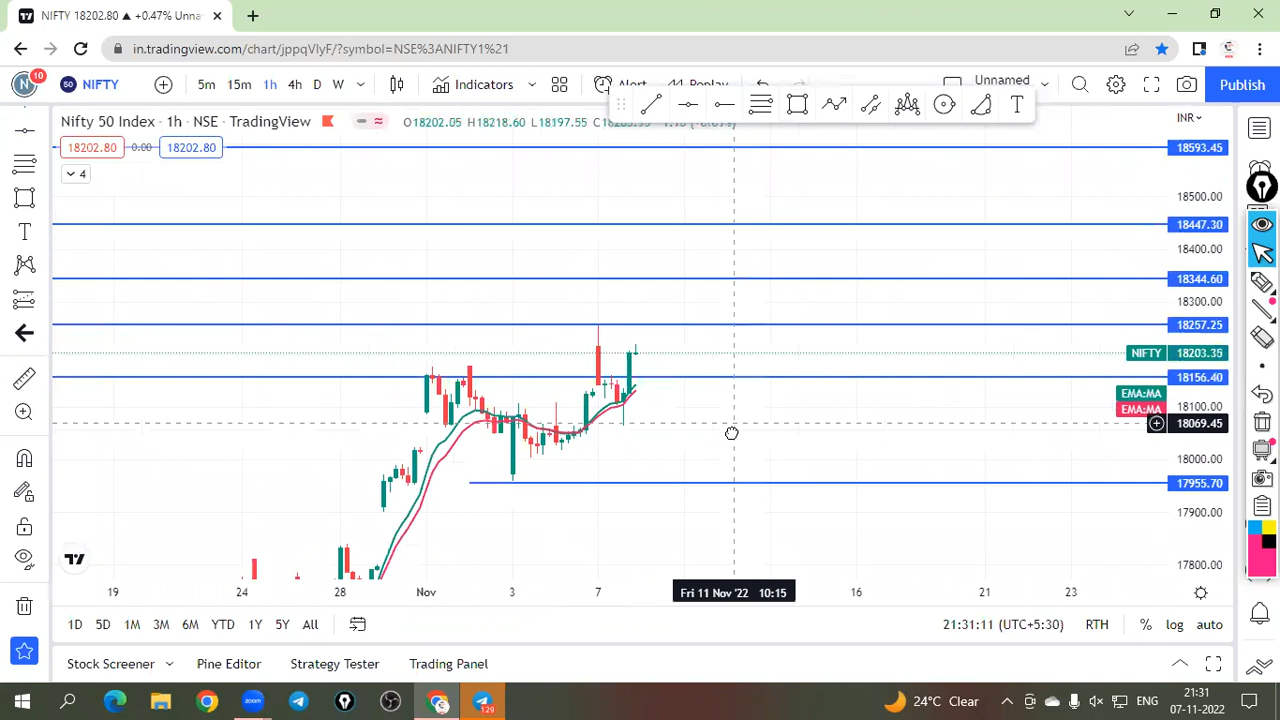 NIFTY 18202.80 ▲ +0.47% Unna
in.tradingview.com/chart/jppqVlyF/?symbol=NSE%3ANIFTY1%21
N 10
50 NIFTY
5m 15m 1h 4h D W
Indicators
Alert
Replay
Unnamed
Publish
Nifty 50 Index · 1h · NSE · TradingView
O18202.05 H18218.60 L18197.55
INR
18202.80 0.00 18202.80
4
18593.45
18500.00
18447.30
18400.00
18344.60
18300.00
18257.25
NIFTY 18203.35
18156.40
EMA:MA
18100.00
EMA:MA
18069.45
18000.00
17955.70
17900.00
17800.00
19 24 28 Nov 3 7 Fri 11 Nov '22 10:15 16 21 23
1D 5D 1M 3M 6M YTD 1Y 5Y All
21:31:11 (UTC+5:30) RTH % log auto
Stock Screener Pine Editor Strategy Tester Trading Panel
zoom
129
24°C Clear
ENG
21:31
07-11-2022